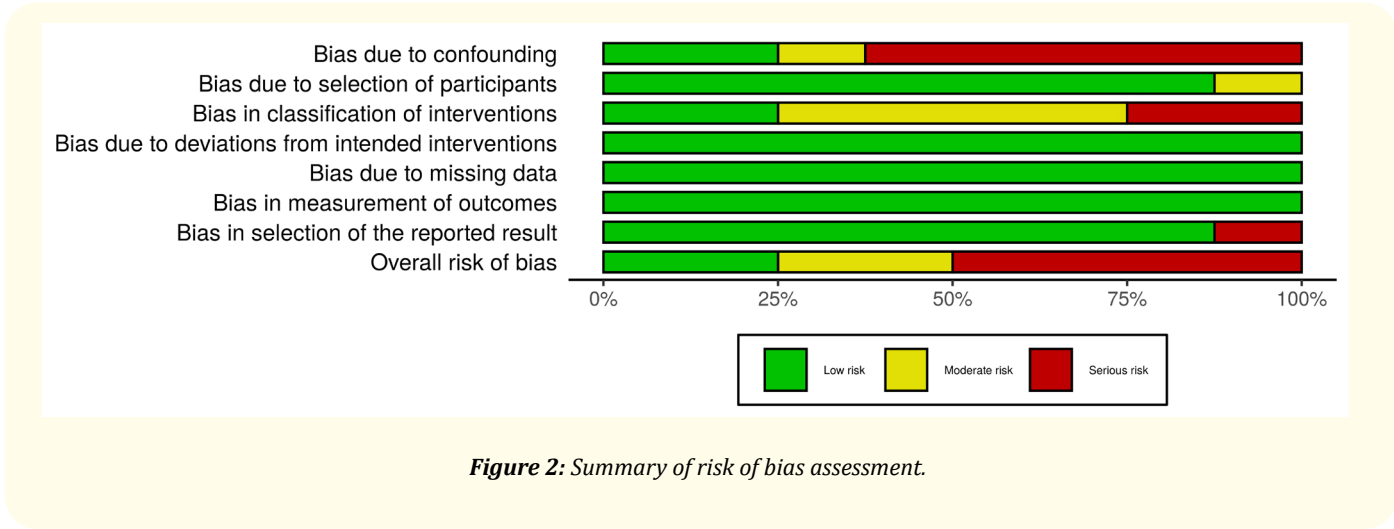 Bias due to confounding
Bias due to selection of participants
Bias in classification of interventions
Bias due to deviations from intended interventions
Bias due to missing data
Bias in measurement of outcomes
Bias in selection of the reported result
Overall risk of bias
0% 25% 50% 75% 100%
Low risk Moderate risk Serious risk
Figure 2: Summary of risk of bias assessment.